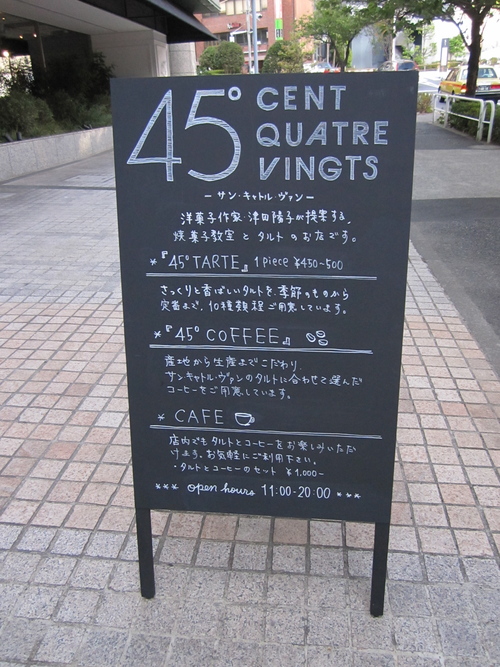 45° CENT
QUATRE
VINGTS
— サン・キャトル・ヴァン —
洋菓子作家 津田陽子が提案する、
焼菓子教室とタルトのお店です。
*『45°TARTE』1piece ¥450~500
さっくりと香ばしいタルトを、季節のものから
定番まで、10種類程ご用意しています。
*『45°COFFEE』
産地から生産までこだわり
サンキャトル・ヴァンのタルトに合わせて選んだ
コーヒーをご用意しています。
* CAFE
店内でもタルトとコーヒーをお楽しみいただ
けます。お気軽にご利用下さい。
・タルトとコーヒーのセット ¥1,000-
*** open hours 11:00-20:00 ***